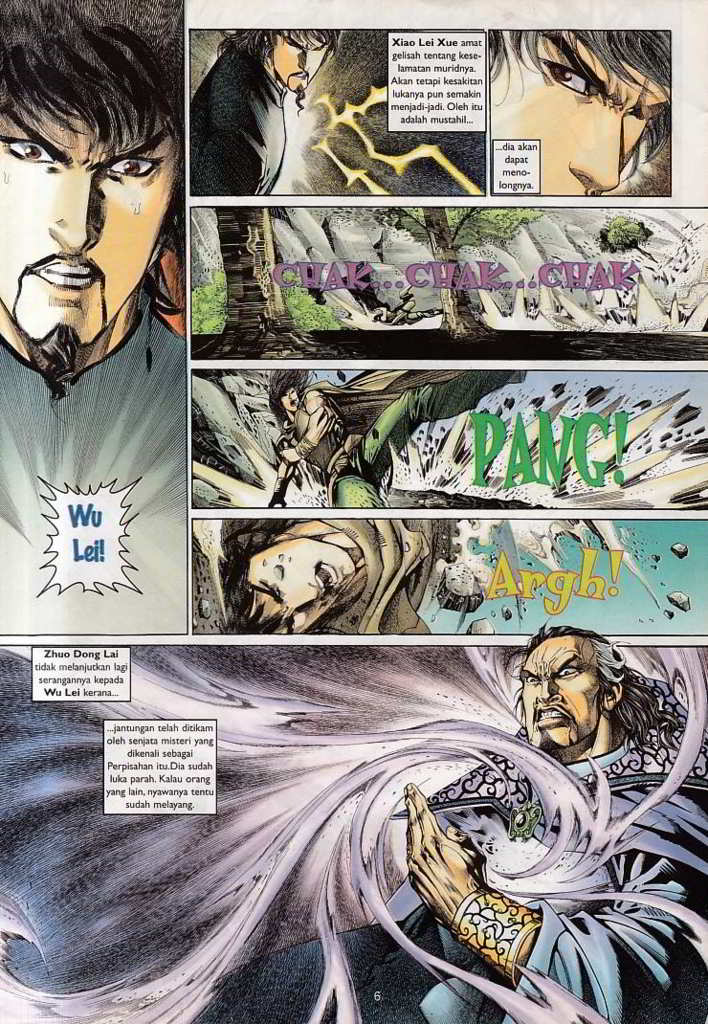 Wu
Lei!
Xiao Lei Xue amat
gelisah tentang kese-
lamatan muridnya.
Akan tetapi kesakitan
lukanya pun semakin
menjadi-jadi. Oleh itu
adalah mustahil...
...dia akan
dapat
meno-
longnya.
CHAK...CHAK...CHAK
PANG!
Argh!
Zhuo Dong Lai
tidak melanjutkan lagi
serangannya kepada
Wu Lei kerana...
...jantungan telah ditikam
oleh senjata misteri yang
dikenali sebagai
Perpisahan itu.Dia sudah
luka parah. Kalau orang
yang lain, nyawanya tentu
sudah melayang.
6